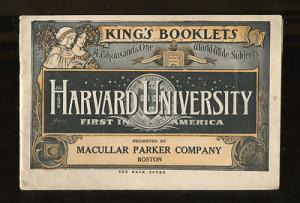 KING'S BOOKLETS
A Thousand & One World Wide Subjects
HARVARD UNIVERSITY
FIRST IN AMERICA
PRESENTED BY
MACULLAR PARKER COMPANY
BOSTON
SEE BACK COVER